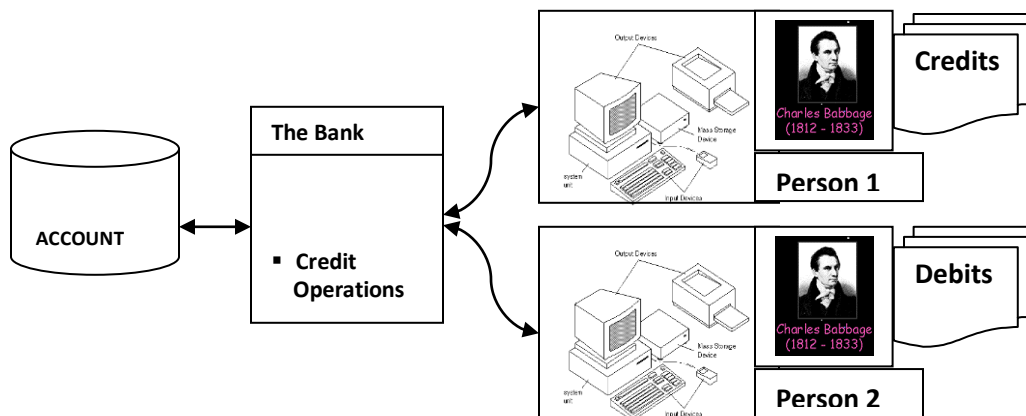 ACCOUNT
The Bank
▪ Credit
Operations
Output Devices
Mass Storage
Device
system
unit
Input Devices
Charles Babbage
(1812 - 1833)
Person 1
Credits
Output Devices
Mass Storage
Device
system
unit
Input Devices
Charles Babbage
(1812 - 1833)
Person 2
Debits